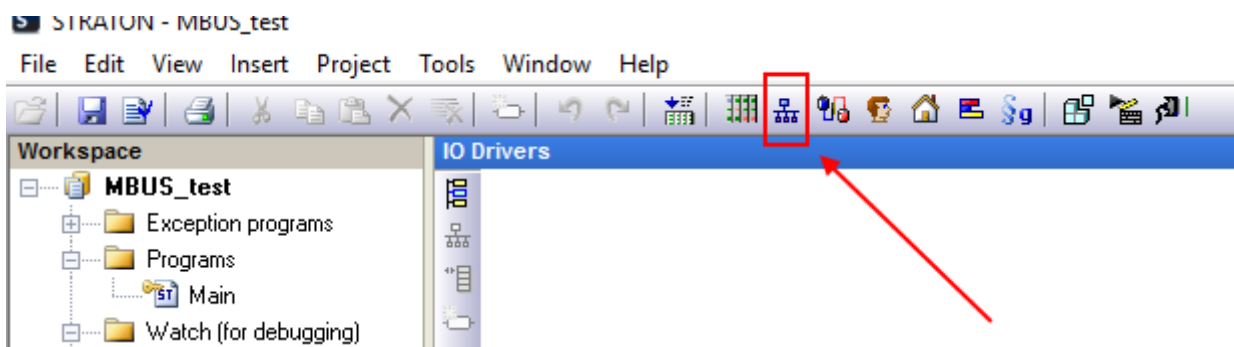 STRATON - MBUS_test
File Edit View Insert Project Tools Window Help
Workspace
IO Drivers
MBUS_test
Exception programs
Programs
ST Main
Watch (for debugging)